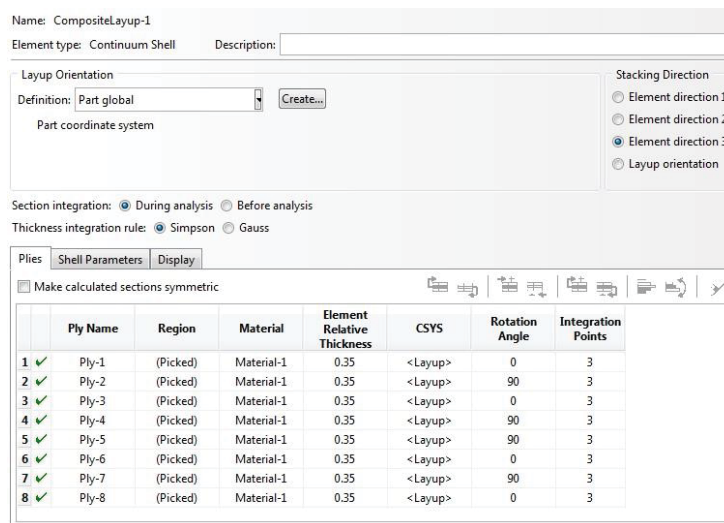 Name: CompositeLayup-1
Element type: Continuum Shell Description:
Layup Orientation
Definition: Part global Create...
Part coordinate system
Stacking Direction
Element direction 1
Element direction 2
Element direction 3
Layup orientation
Section integration: During analysis Before analysis
Thickness integration rule: Simpson Gauss
Plies Shell Parameters Display
Make calculated sections symmetric
Ply Name Region Material Element Relative Thickness CSYS Rotation Angle Integration Points
1 Ply-1 (Picked) Material-1 0.35 <Layup> 0 3
2 Ply-2 (Picked) Material-1 0.35 <Layup> 90 3
3 Ply-3 (Picked) Material-1 0.35 <Layup> 0 3
4 Ply-4 (Picked) Material-1 0.35 <Layup> 90 3
5 Ply-5 (Picked) Material-1 0.35 <Layup> 90 3
6 Ply-6 (Picked) Material-1 0.35 <Layup> 0 3
7 Ply-7 (Picked) Material-1 0.35 <Layup> 90 3
8 Ply-8 (Picked) Material-1 0.35 <Layup> 0 3